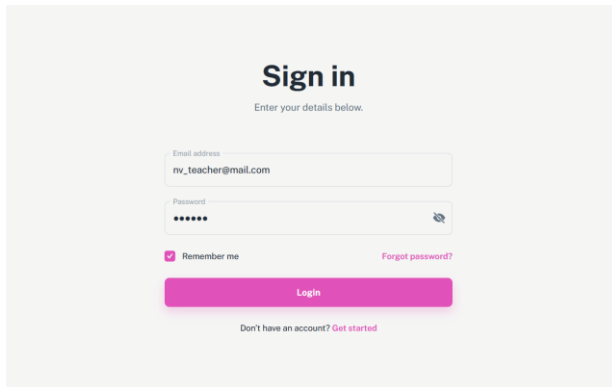 Sign in
Enter your details below.
Email address
nv_teacher@mail.com
Password
••••••
Remember me Forgot password?
Login
Don't have an account? Get started